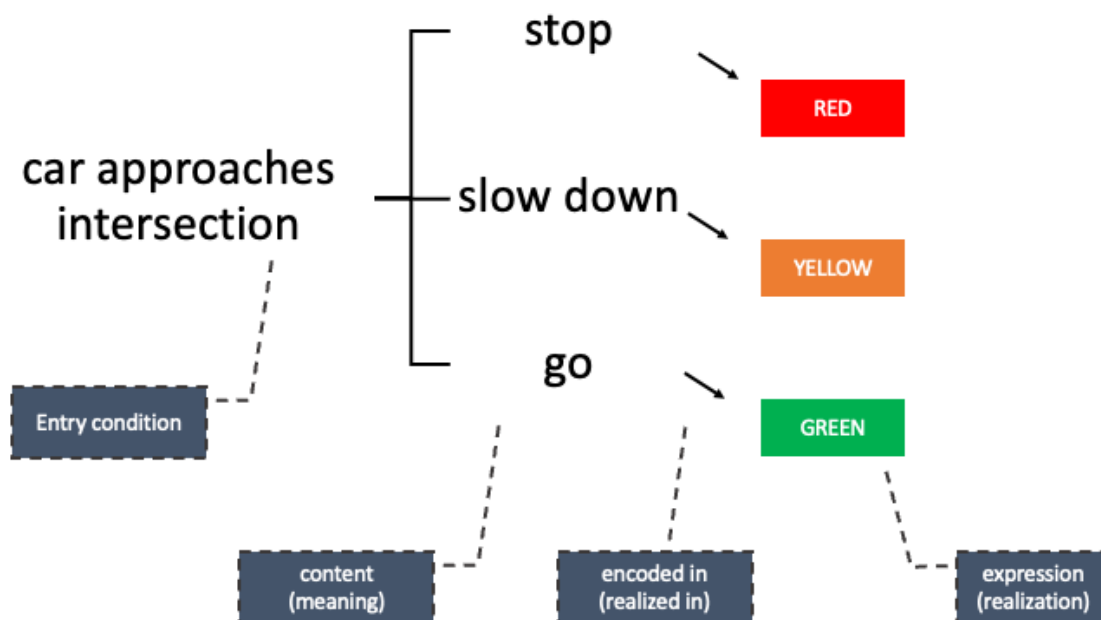 stop
RED
car approaches
intersection
slow down
YELLOW
go
GREEN
Entry condition
content
(meaning)
encoded in
(realized in)
expression
(realization)